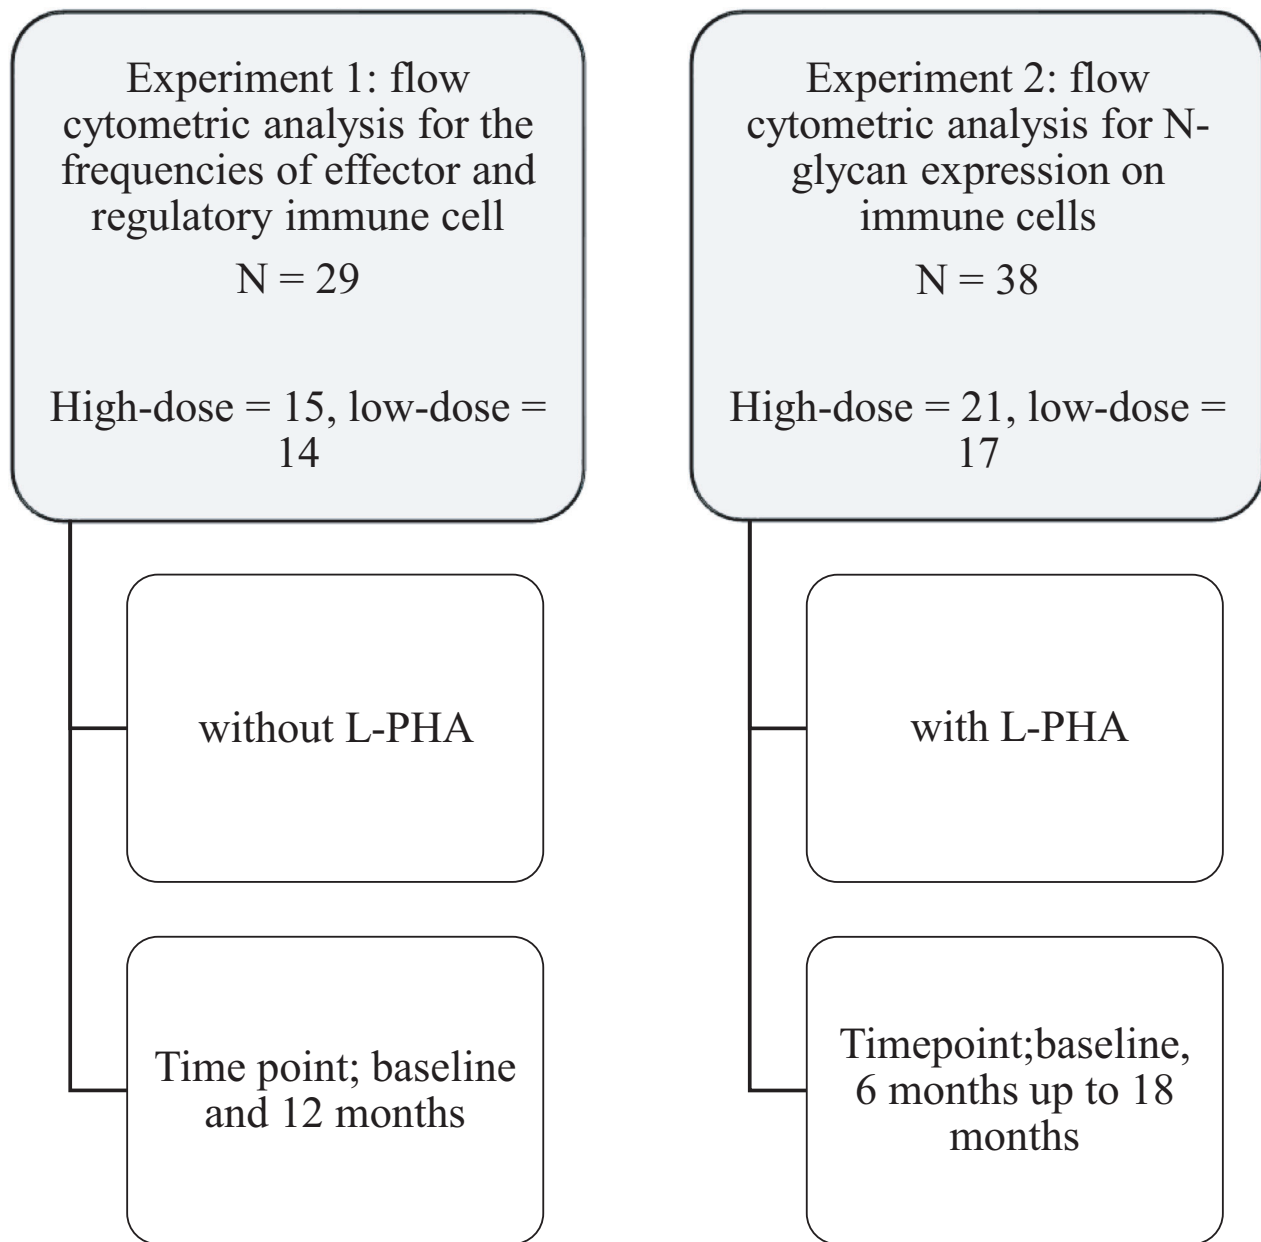 Experiment 1: flow
cytometric analysis for the
frequencies of effector and
regulatory immune cell
N = 29
High-dose = 15, low-dose =
14
without L-PHA
Time point; baseline
and 12 months
Experiment 2: flow
cytometric analysis for N-
glycan expression on
immune cells
N = 38
High-dose = 21, low-dose =
17
with L-PHA
Timepoint;baseline,
6 months up to 18
months